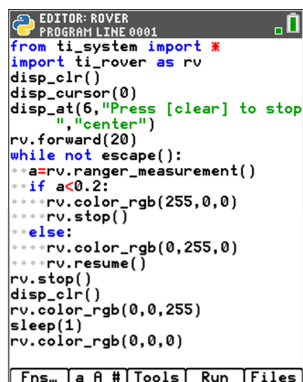 EDITOR: ROVER
PROGRAM LINE 0001
from ti_system import *
import ti_rover as rv
disp_clr()
disp_cursor(0)
disp_at(6,"Press [clear] to stop
","center")
rv.forward(20)
while not escape():
  a=rv.ranger_measurement()
  if a<0.2:
    rv.color_rgb(255,0,0)
    rv.stop()
  else:
    rv.color_rgb(0,255,0)
    rv.resume()
rv.stop()
disp_clr()
rv.color_rgb(0,0,255)
sleep(1)
rv.color_rgb(0,0,0)
Fns… a A # Tools Run Files